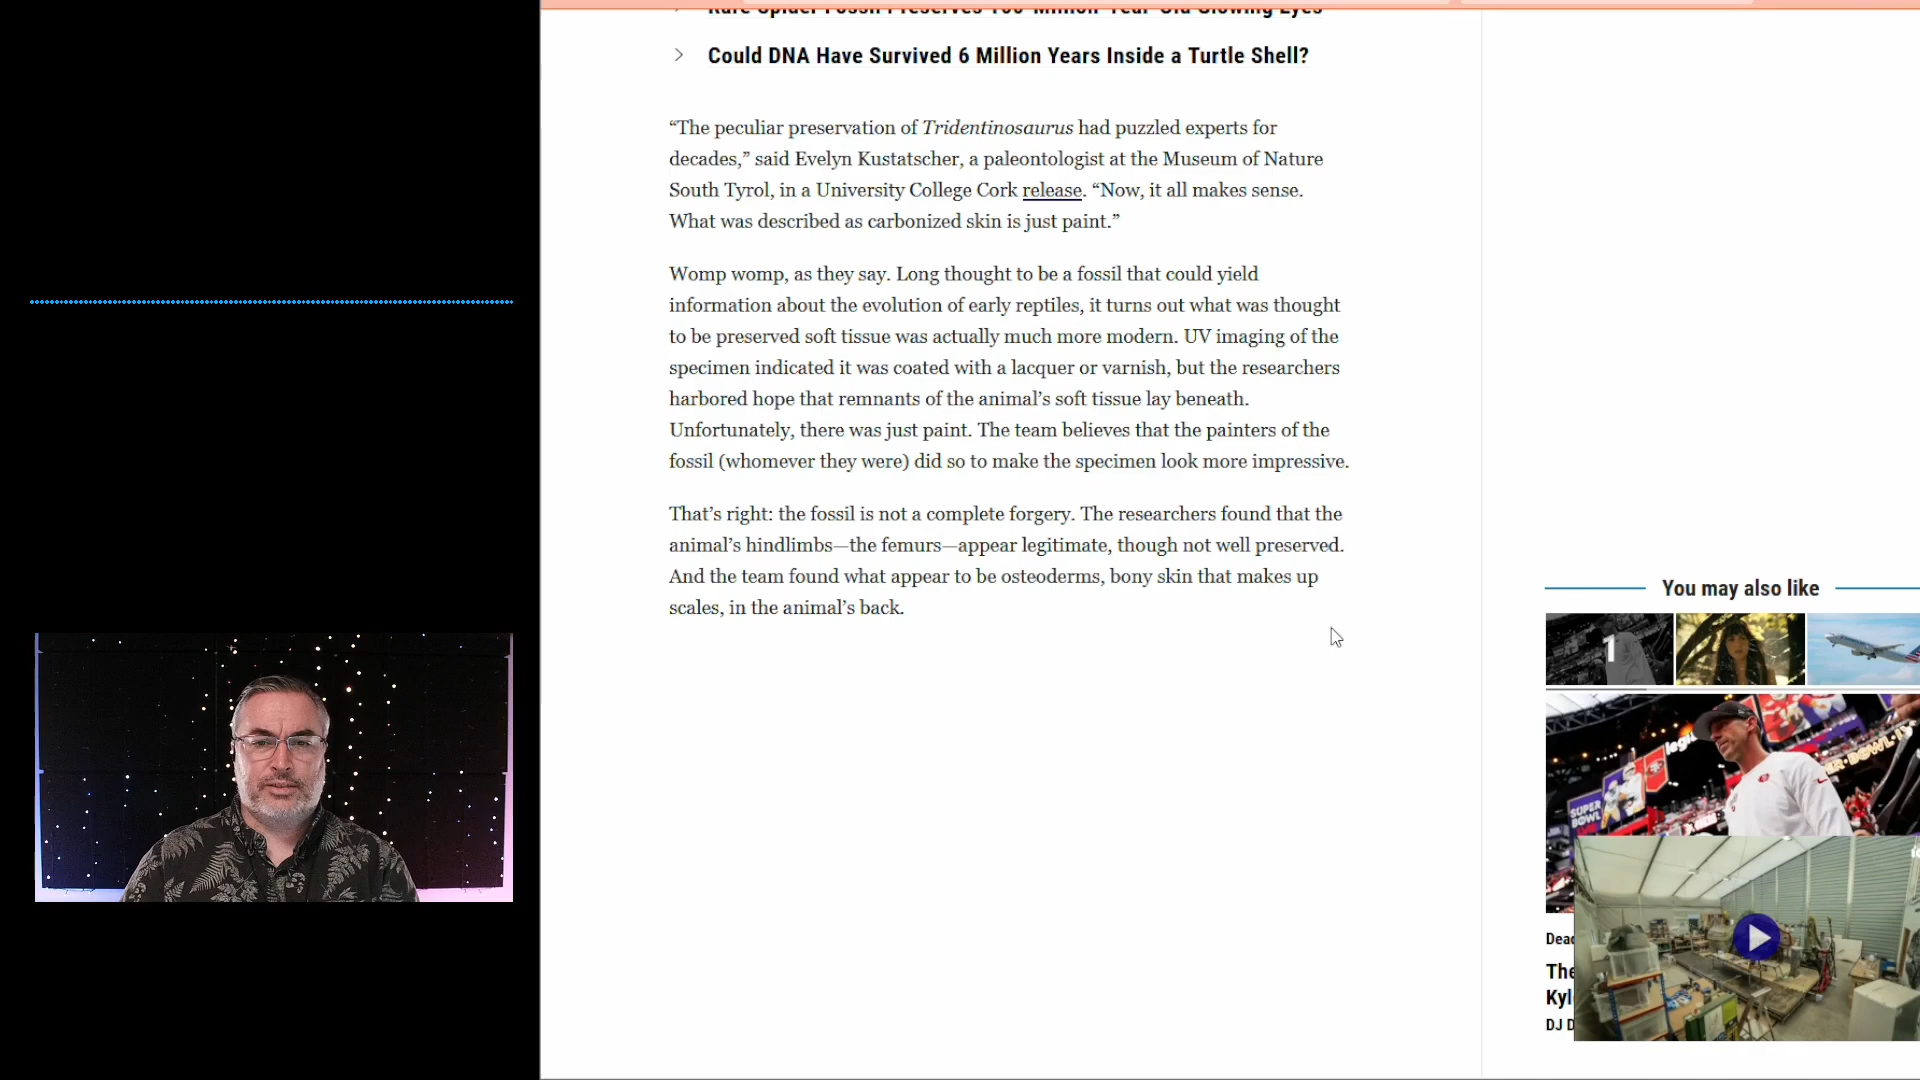 Rare Spider Fossil Preserves 100-Million-Year-Old Glowing Eyes
Could DNA Have Survived 6 Million Years Inside a Turtle Shell?
“The peculiar preservation of Tridentinosaurus had puzzled experts for
decades,” said Evelyn Kustatscher, a paleontologist at the Museum of Nature
South Tyrol, in a University College Cork release. “Now, it all makes sense.
What was described as carbonized skin is just paint.”
Womp womp, as they say. Long thought to be a fossil that could yield
information about the evolution of early reptiles, it turns out what was thought
to be preserved soft tissue was actually much more modern. UV imaging of the
specimen indicated it was coated with a lacquer or varnish, but the researchers
harbored hope that remnants of the animal’s soft tissue lay beneath.
Unfortunately, there was just paint. The team believes that the painters of the
fossil (whomever they were) did so to make the specimen look more impressive.
That’s right: the fossil is not a complete forgery. The researchers found that the
animal’s hindlimbs—the femurs—appear legitimate, though not well preserved.
And the team found what appear to be osteoderms, bony skin that makes up
scales, in the animal’s back.
You may also like
1
legi
SUPER
BOWL
Dead
The
Kyl
DJ D